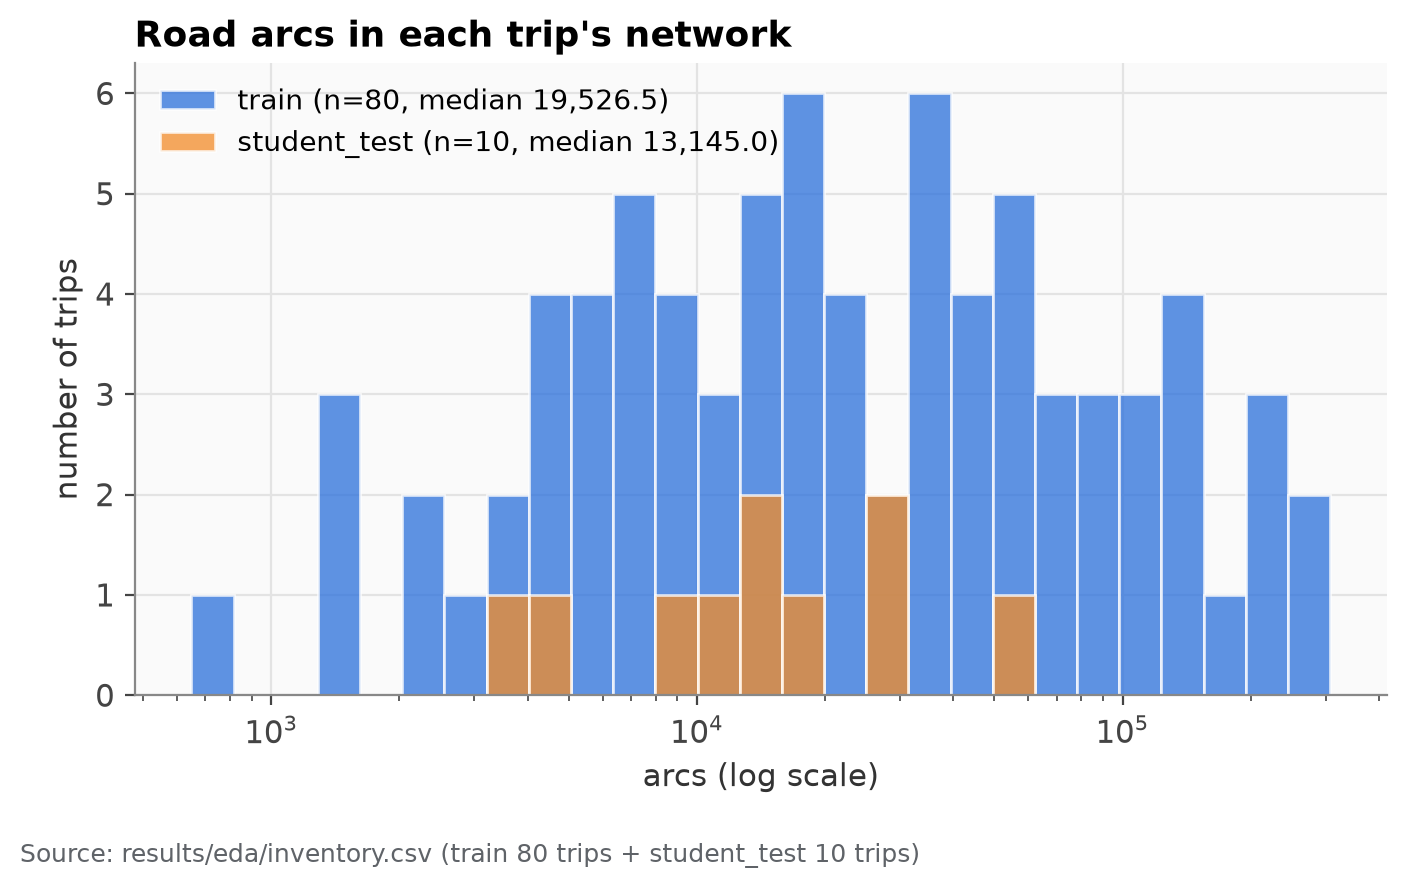 Road arcs in each trip's network
train (n=80, median 19,526.5)
student_test (n=10, median 13,145.0)
number of trips
6
5
4
3
2
1
0
10³
10⁴
10⁵
arcs (log scale)
Source: results/eda/inventory.csv (train 80 trips + student_test 10 trips)